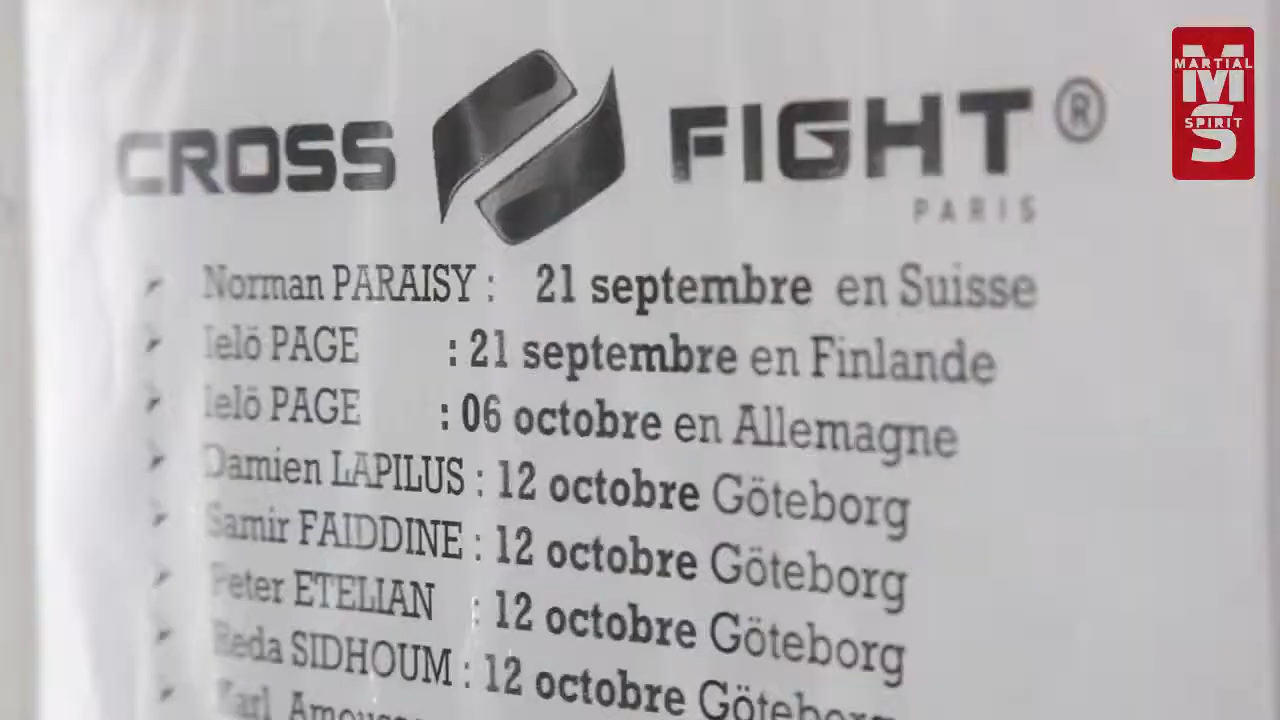 CROSS FIGHT ®
PARIS
Norman PARAISY : 21 septembre en Suisse
Ielö PAGE : 21 septembre en Finlande
Ielö PAGE : 06 octobre en Allemagne
Damien LAPILUS : 12 octobre Göteborg
Samir FAIDDINE : 12 octobre Göteborg
Peter ETELIAN : 12 octobre Göteborg
Reda SIDHOUM : 12 octobre Göteborg
Karl
MARTIAL
SPIRIT
MS